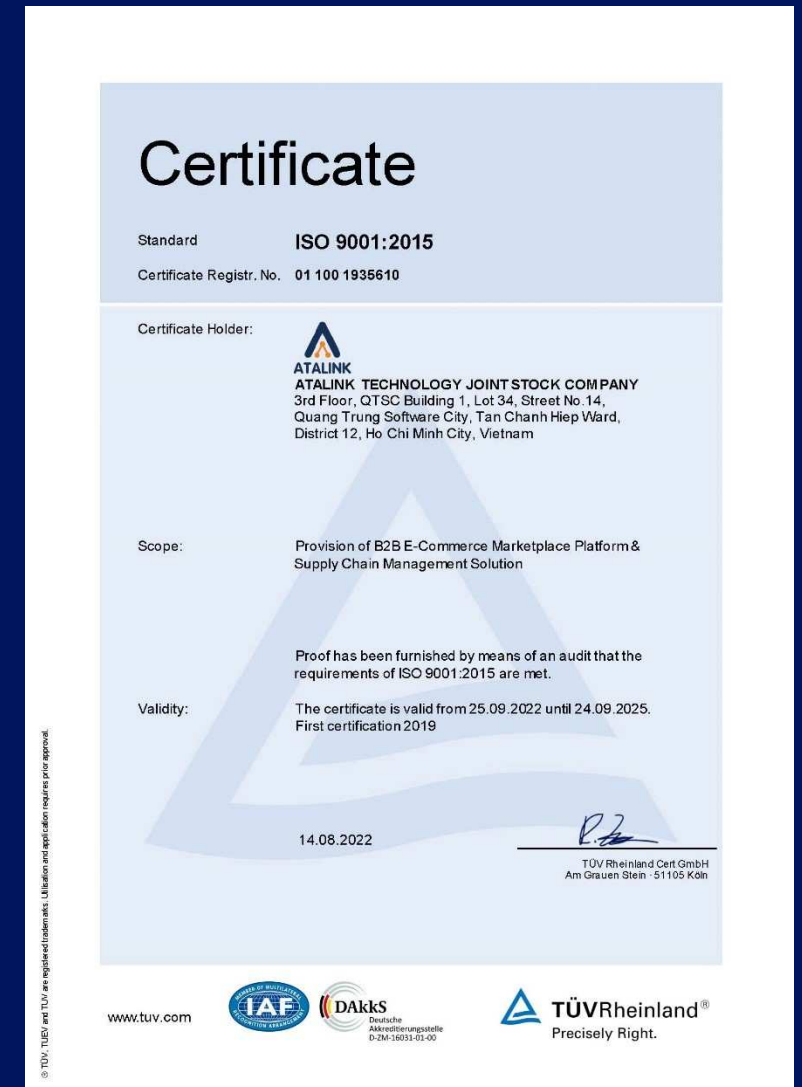 Certificate
Standard ISO 9001:2015
Certificate Registr. No. 01 100 1935610
Certificate Holder:
ATALINK
ATALINK TECHNOLOGY JOINT STOCK COMPANY
3rd Floor, QTSC Building 1, Lot 34, Street No.14,
Quang Trung Software City, Tan Chanh Hiep Ward,
District 12, Ho Chi Minh City, Vietnam
Scope: Provision of B2B E-Commerce Marketplace Platform &
Supply Chain Management Solution
Proof has been furnished by means of an audit that the
requirements of ISO 9001:2015 are met.
Validity: The certificate is valid from 25.09.2022 until 24.09.2025.
First certification 2019
14.08.2022
TÜV Rheinland Cert GmbH
Am Grauen Stein · 51105 Köln
® TÜV, TUEV and TUV are registered trademarks. Utilisation and application requires prior approval.
www.tuv.com
MEMBER OF MULTILATERAL
IAF
RECOGNITION ARRANGEMENT
DAkkS
Deutsche
Akkreditierungsstelle
D-ZM-16031-01-00
TÜVRheinland®
Precisely Right.